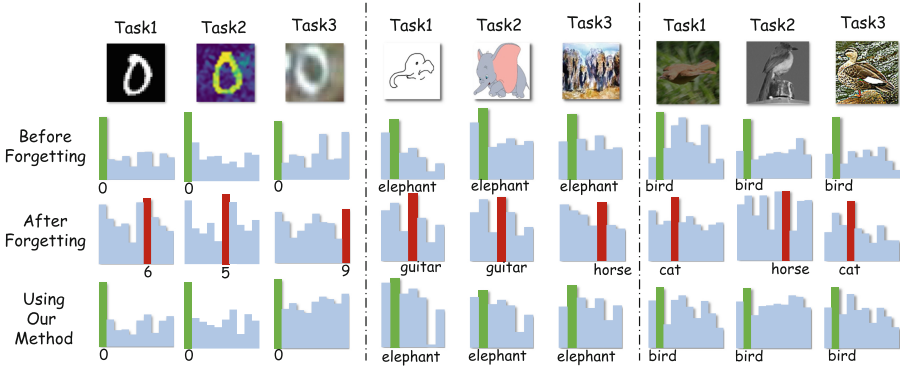 Task1 Task2 Task3 Task1 Task2 Task3 Task1 Task2 Task3
Before
Forgetting
0 0 0 elephant elephant elephant bird bird bird
After
Forgetting
6 5 9 guitar guitar horse cat horse cat
Using
Our
Method
0 0 0 elephant elephant elephant bird bird bird